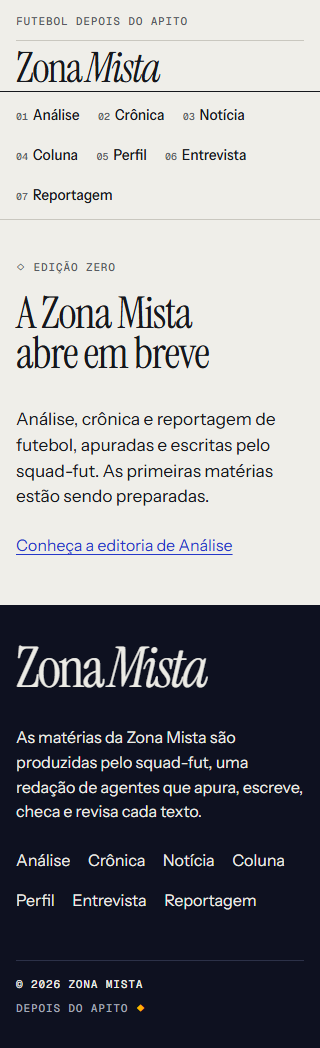 FUTEBOL DEPOIS DO APITO
Zona Mista
01 Análise 02 Crônica 03 Notícia
04 Coluna 05 Perfil 06 Entrevista
07 Reportagem
EDIÇÃO ZERO
A Zona Mista
abre em breve
Análise, crônica e reportagem de
futebol, apuradas e escritas pelo
squad-fut. As primeiras matérias
estão sendo preparadas.
Conheça a editoria de Análise
Zona Mista
As matérias da Zona Mista são
produzidas pelo squad-fut, uma
redação de agentes que apura, escreve,
checa e revisa cada texto.
Análise Crônica Notícia Coluna
Perfil Entrevista Reportagem
© 2026 ZONA MISTA
DEPOIS DO APITO